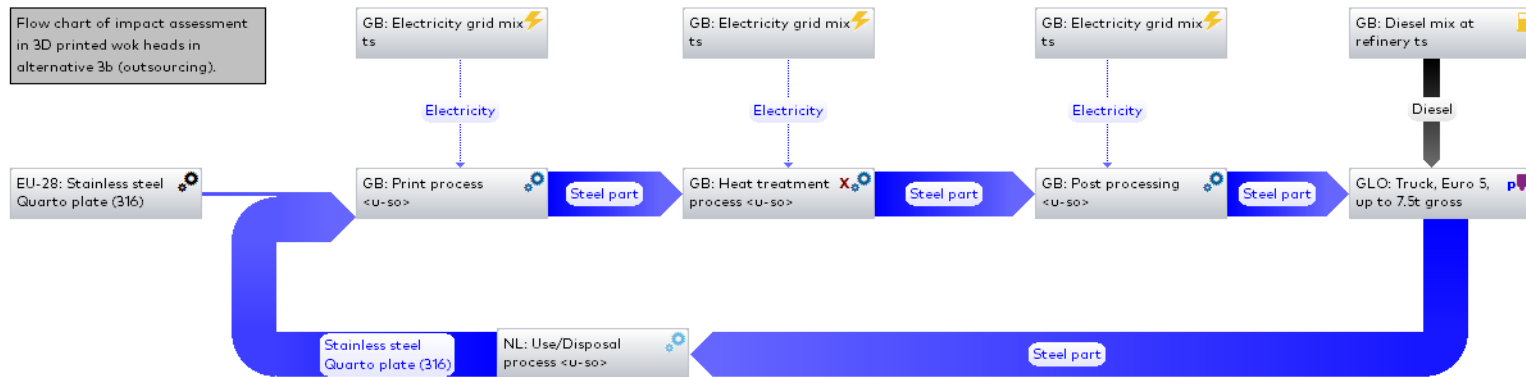 Flow chart of impact assessment
in 3D printed wok heads in
alternative 3b (outsourcing).
GB: Electricity grid mix
ts
GB: Electricity grid mix
ts
GB: Electricity grid mix
ts
GB: Diesel mix at
refinery ts
Electricity
Electricity
Electricity
Diesel
EU-28: Stainless steel
Quarto plate (316)
GB: Print process
<u-so>
Steel part
GB: Heat treatment X
process <u-so>
Steel part
GB: Post processing
<u-so>
Steel part
GLO: Truck, Euro 5, p
up to 7.5t gross
Stainless steel
Quarto plate (316)
NL: Use/Disposal
process <u-so>
Steel part